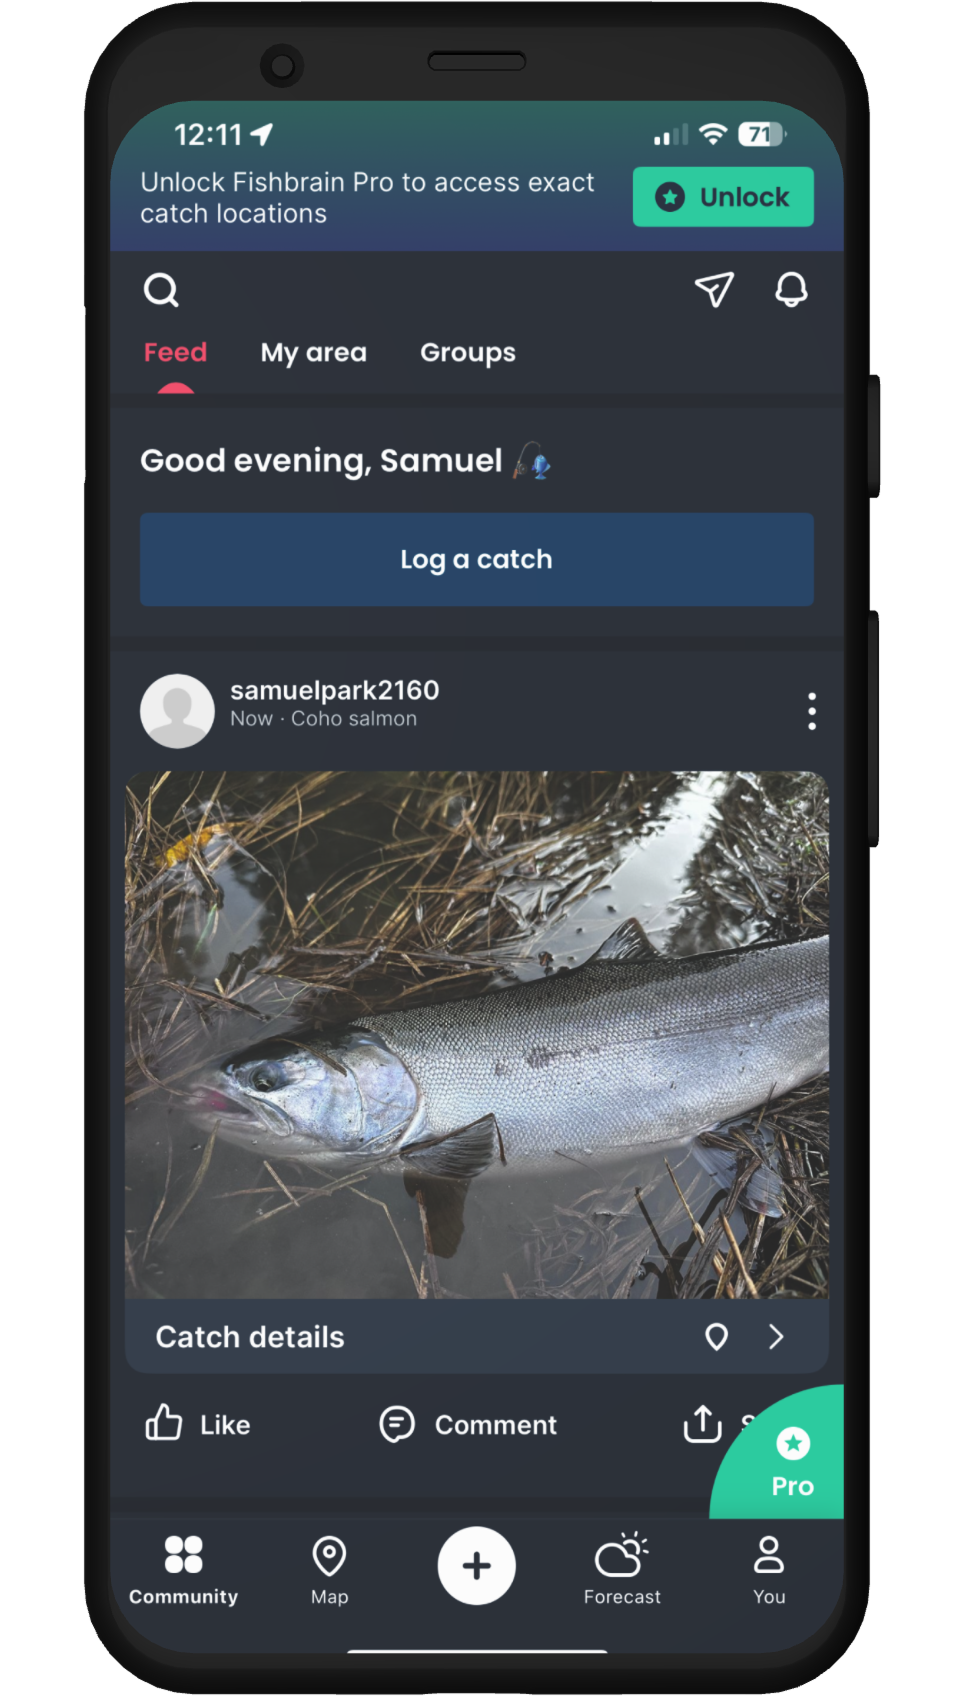 12:11
71
Unlock Fishbrain Pro to access exact
catch locations
Unlock
Feed
My area
Groups
Good evening, Samuel
Log a catch
samuelpark2160
Now · Coho salmon
Catch details
Like
Comment
Pro
Community
Map
Forecast
You